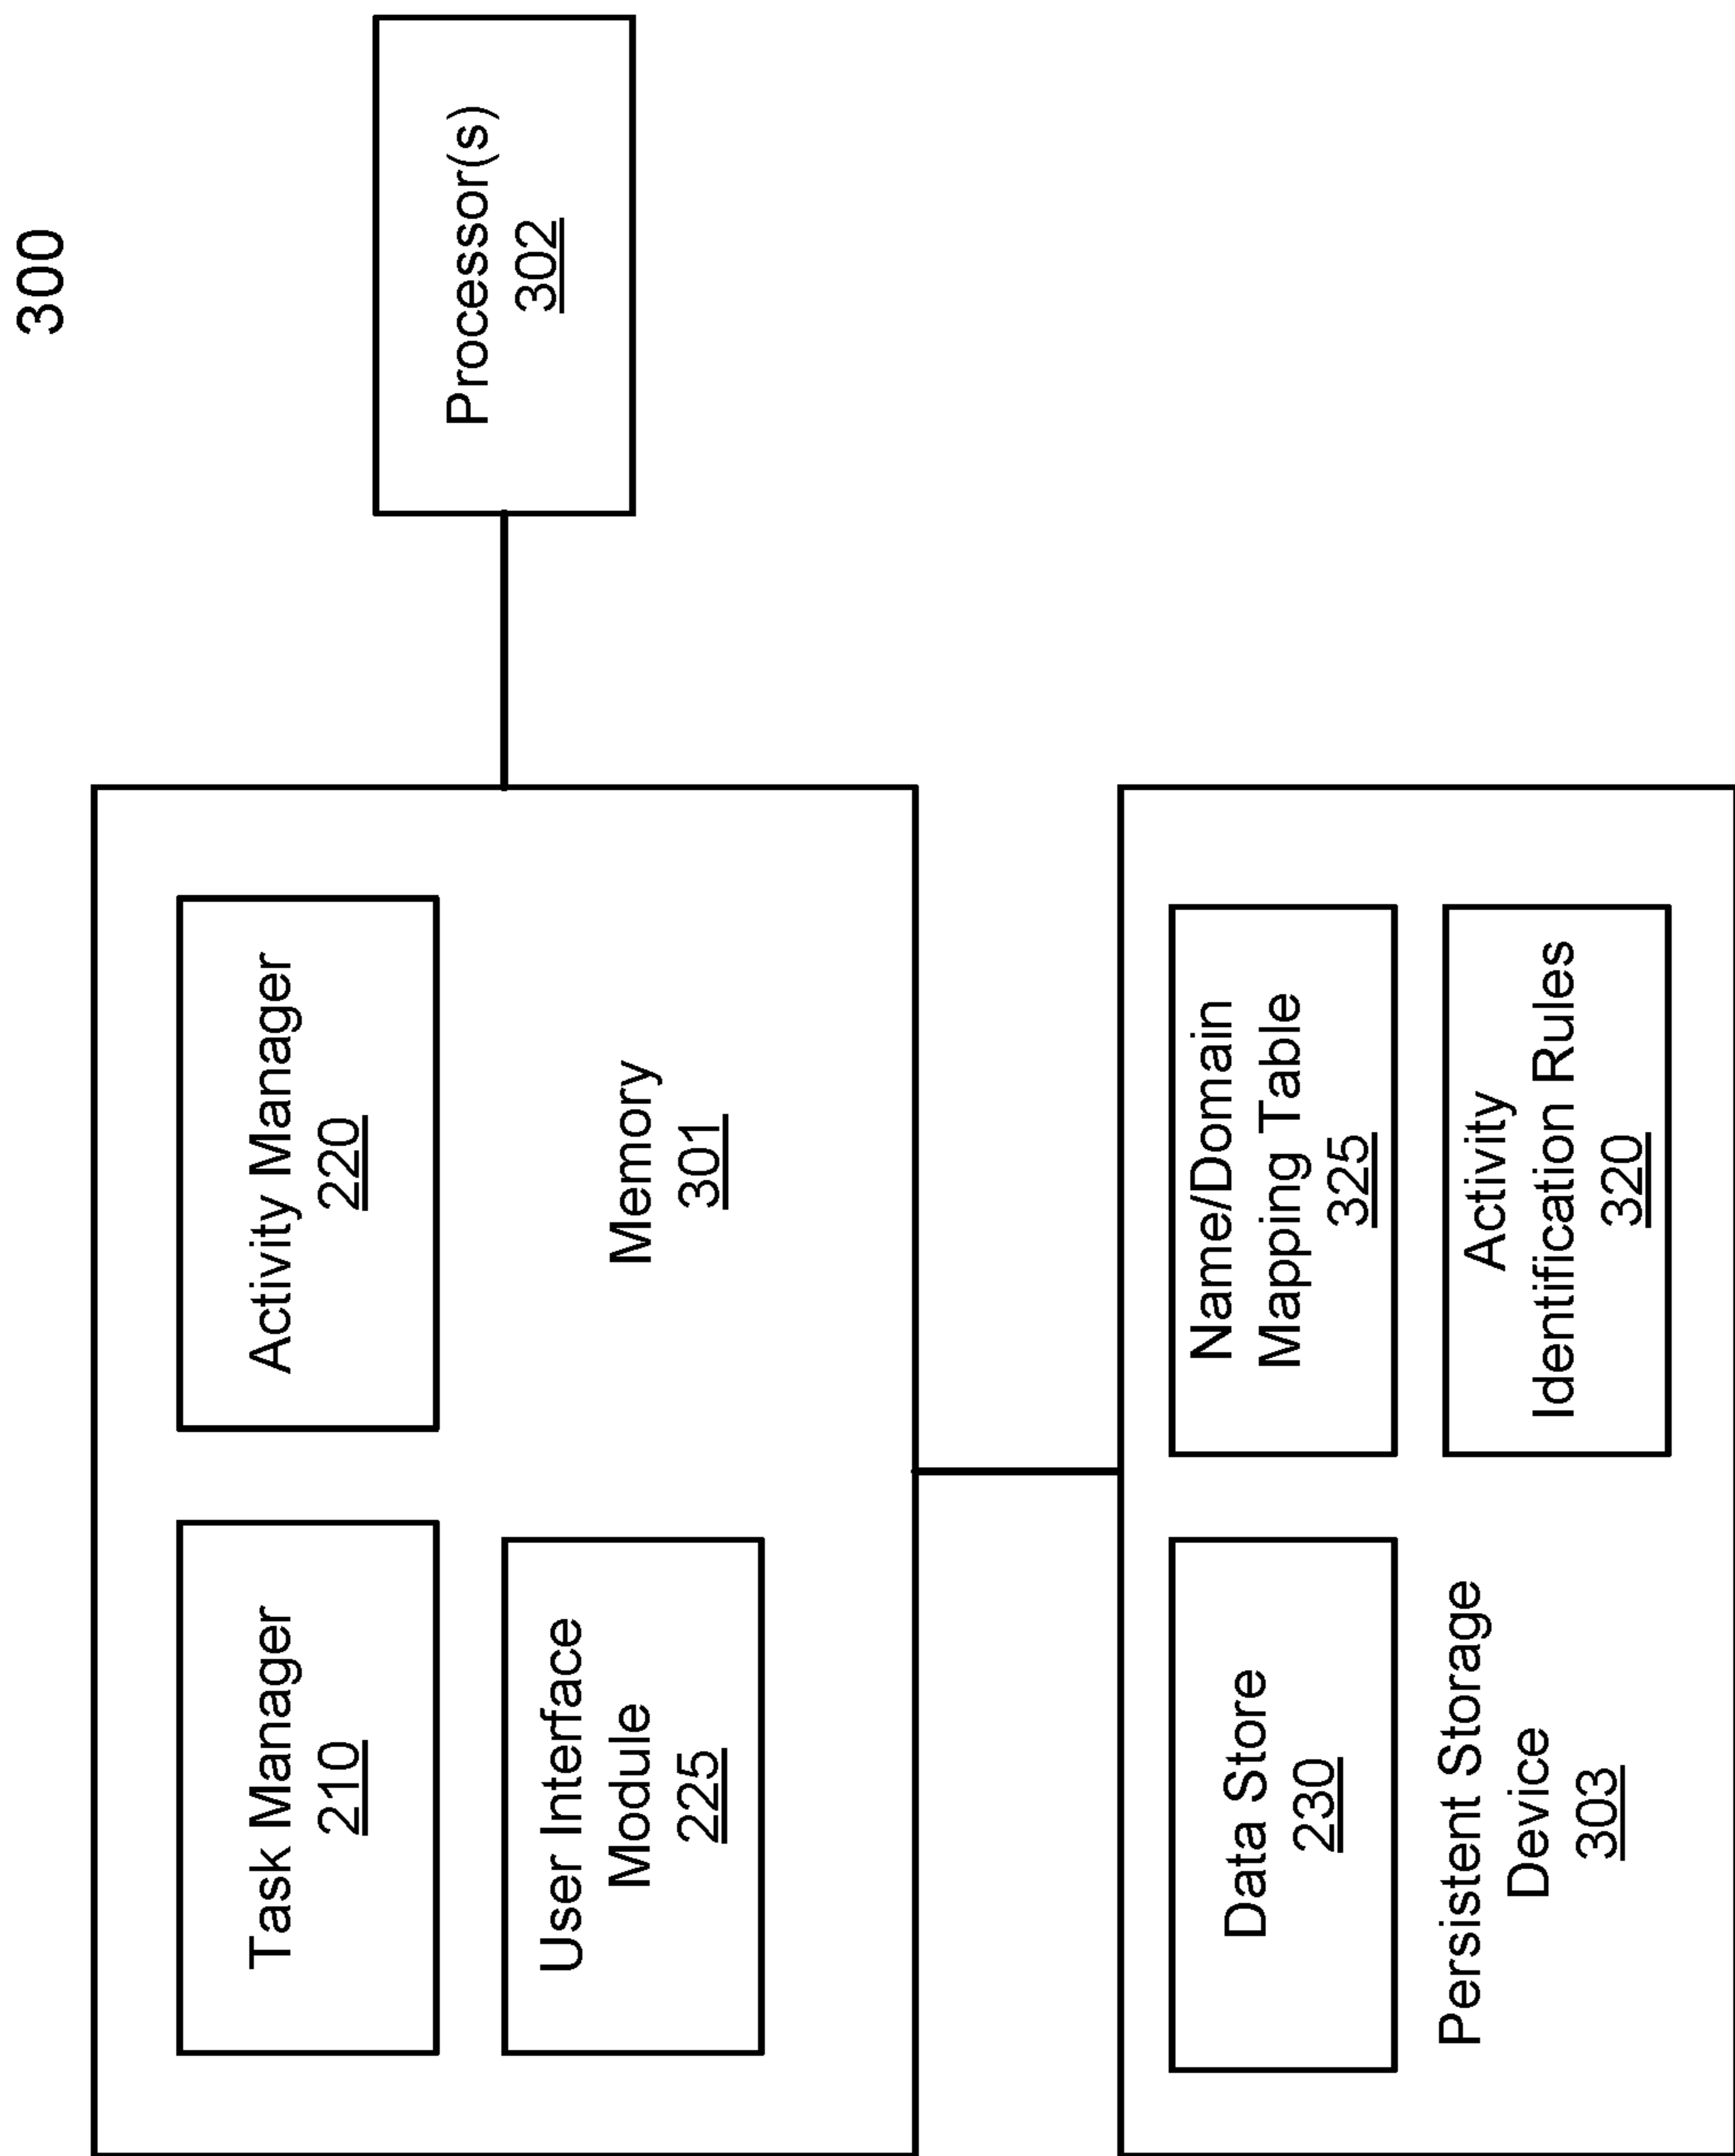 300
Task Manager
210
Activity Manager
220
User Interface
Module
225
Memory
301
Processor(s)
302
Data Store
230
Name/Domain
Mapping Table
325
Persistent Storage
Device
303
Activity
Identification Rules
320